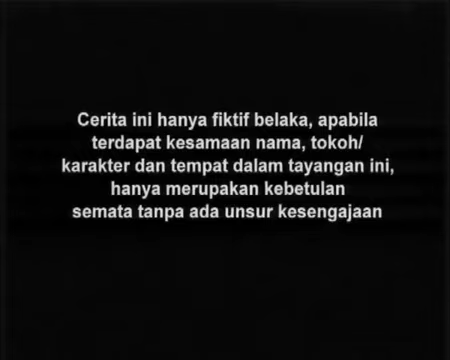 Cerita ini hanya fiktif belaka, apabila
terdapat kesamaan nama, tokoh/
karakter dan tempat dalam tayangan ini,
hanya merupakan kebetulan
semata tanpa ada unsur kesengajaan